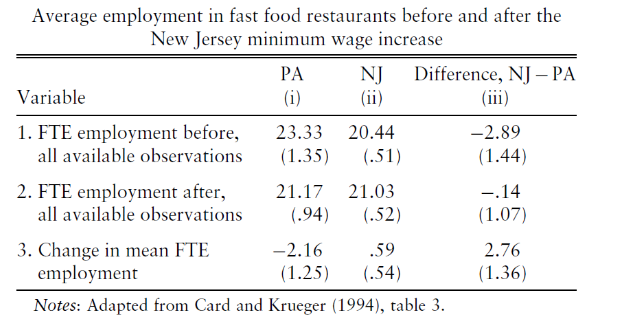 Average employment in fast food restaurants before and after the
New Jersey minimum wage increase
PA NJ Difference, NJ – PA
Variable (i) (ii) (iii)
1. FTE employment before, 23.33 20.44 −2.89
all available observations (1.35) (.51) (1.44)
2. FTE employment after, 21.17 21.03 −.14
all available observations (.94) (.52) (1.07)
3. Change in mean FTE −2.16 .59 2.76
employment (1.25) (.54) (1.36)
Notes: Adapted from Card and Krueger (1994), table 3.